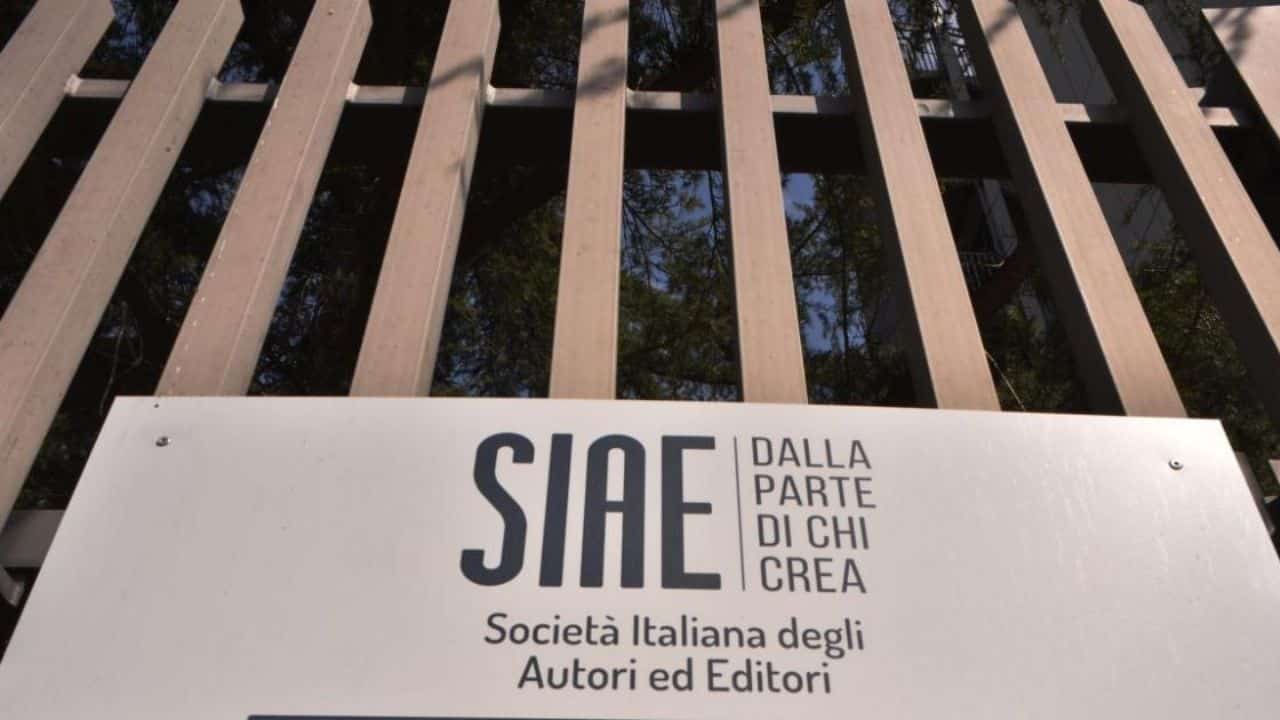 SIAE
DALLA
PARTE
DI CHI
CREA
Società Italiana degli
Autori ed Editori